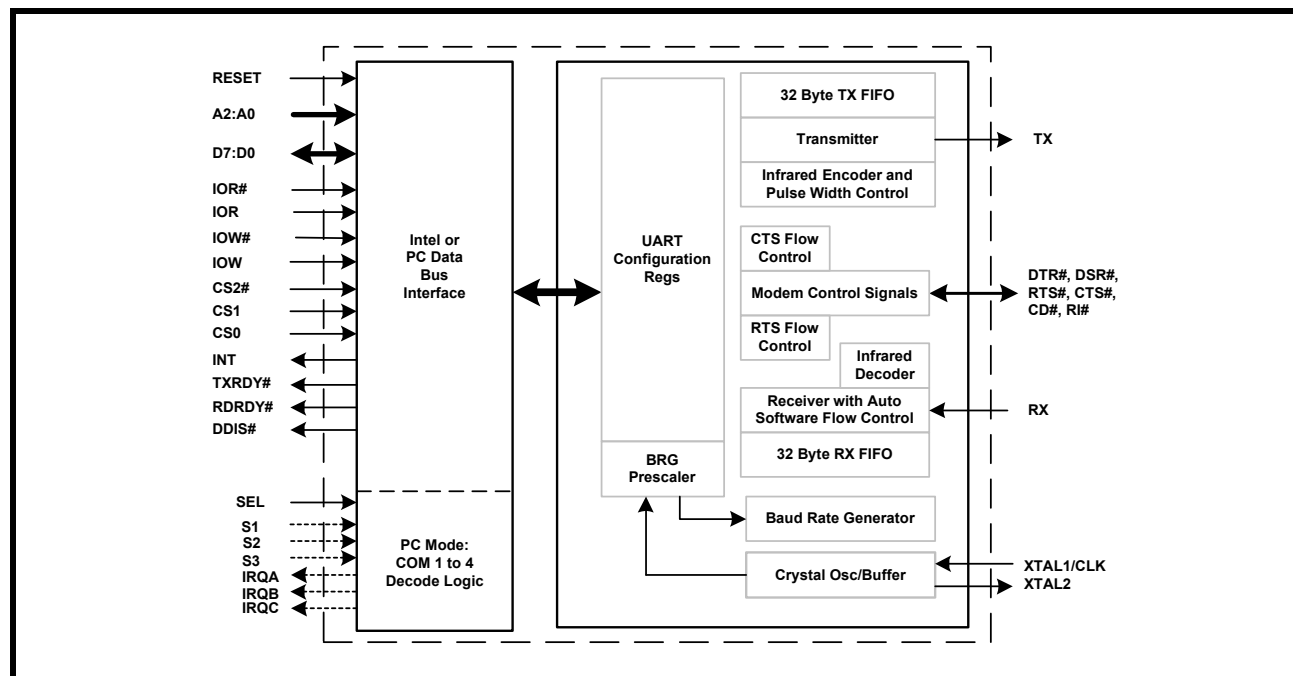 RESET
A2:A0
D7:D0
IOR#
IOR
IOW#
IOW
CS2#
CS1
CS0
INT
TXRDY#
RDRDY#
DDIS#
SEL
S1
S2
S3
IRQA
IRQB
IRQC
Intel or
PC Data
Bus
Interface
PC Mode:
COM 1 to 4
Decode Logic
UART
Configuration
Regs
BRG
Prescaler
32 Byte TX FIFO
Transmitter
Infrared Encoder and
Pulse Width Control
CTS Flow
Control
Modem Control Signals
RTS Flow
Control
Infrared
Decoder
Receiver with Auto
Software Flow Control
32 Byte RX FIFO
Baud Rate Generator
Crystal Osc/Buffer
TX
DTR#, DSR#,
RTS#, CTS#,
CD#, RI#
RX
XTAL1/CLK
XTAL2